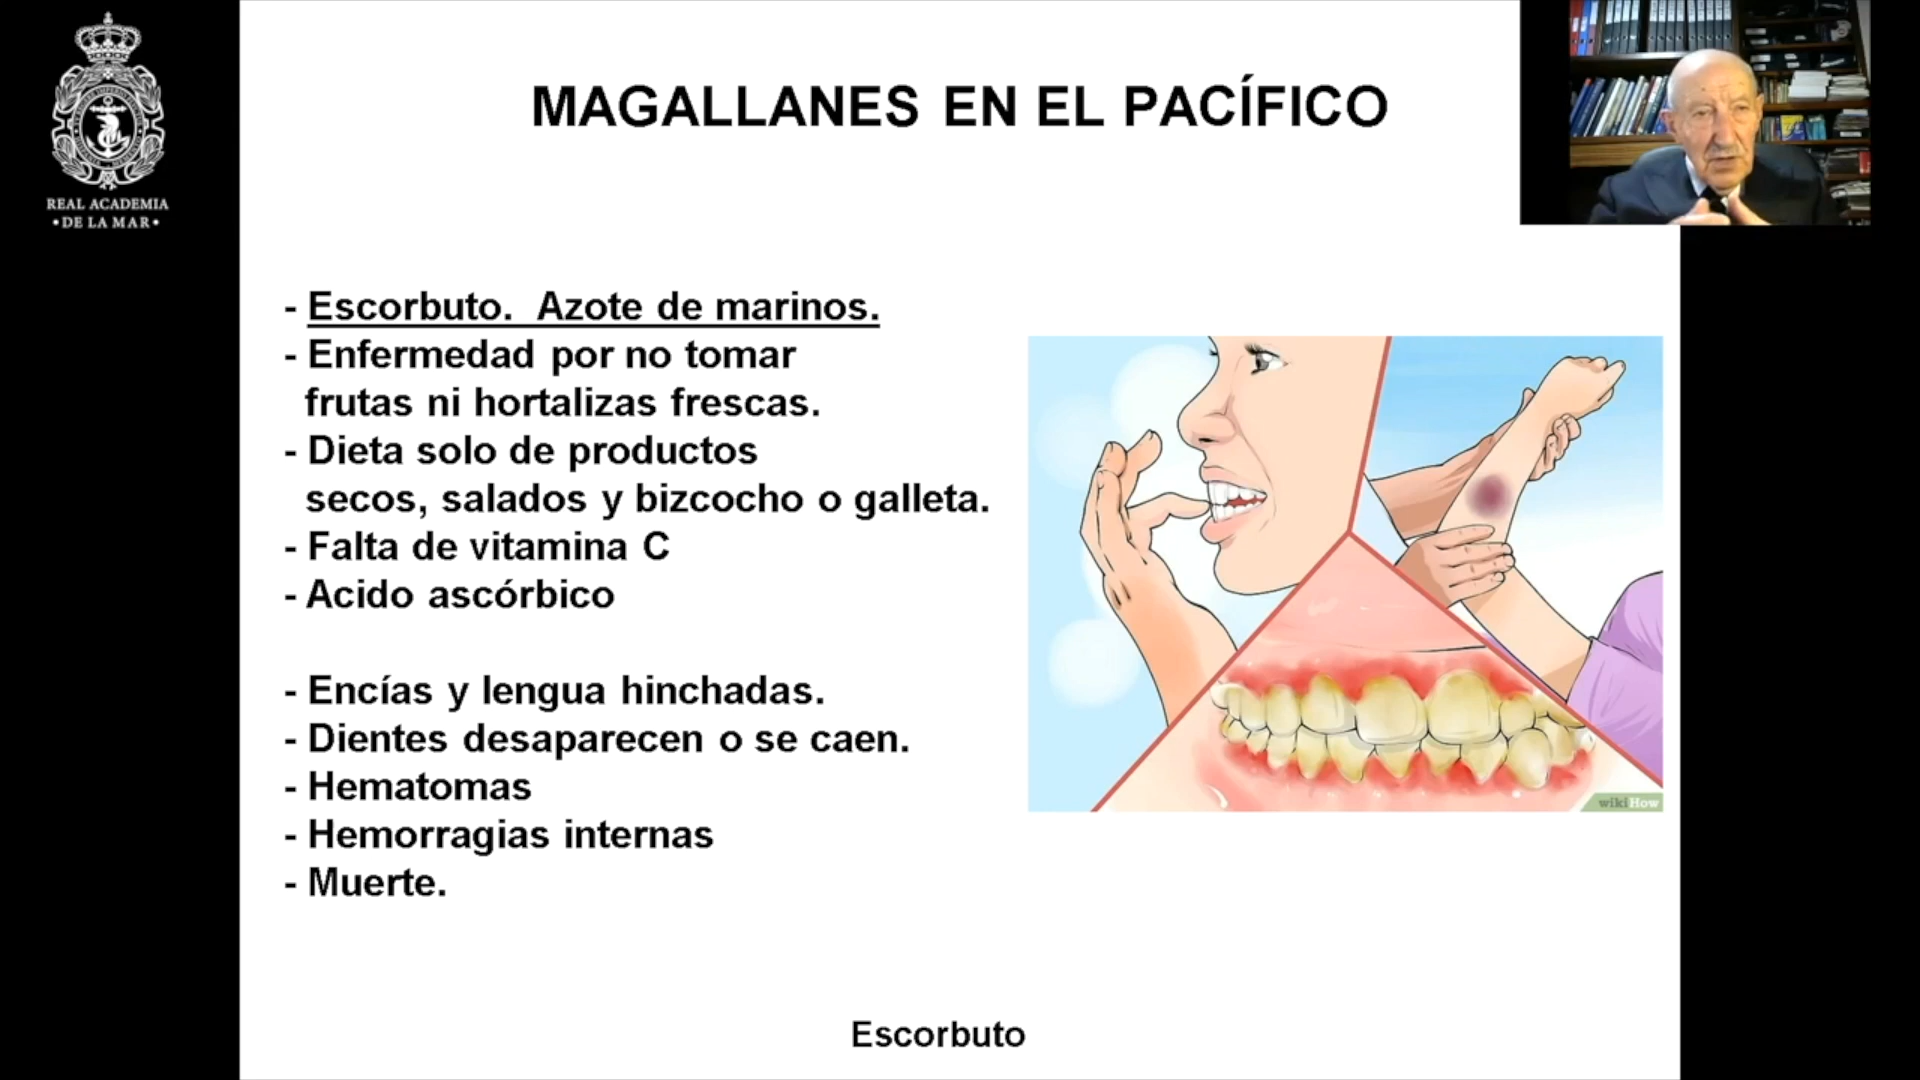 REAL ACADEMIA
•DE LA MAR•
MAGALLANES EN EL PACÍFICO
- Escorbuto. Azote de marinos.
- Enfermedad por no tomar
frutas ni hortalizas frescas.
- Dieta solo de productos
secos, salados y bizcocho o galleta.
- Falta de vitamina C
- Acido ascórbico
- Encías y lengua hinchadas.
- Dientes desaparecen o se caen.
- Hematomas
- Hemorragias internas
- Muerte.
wikiHow
Escorbuto